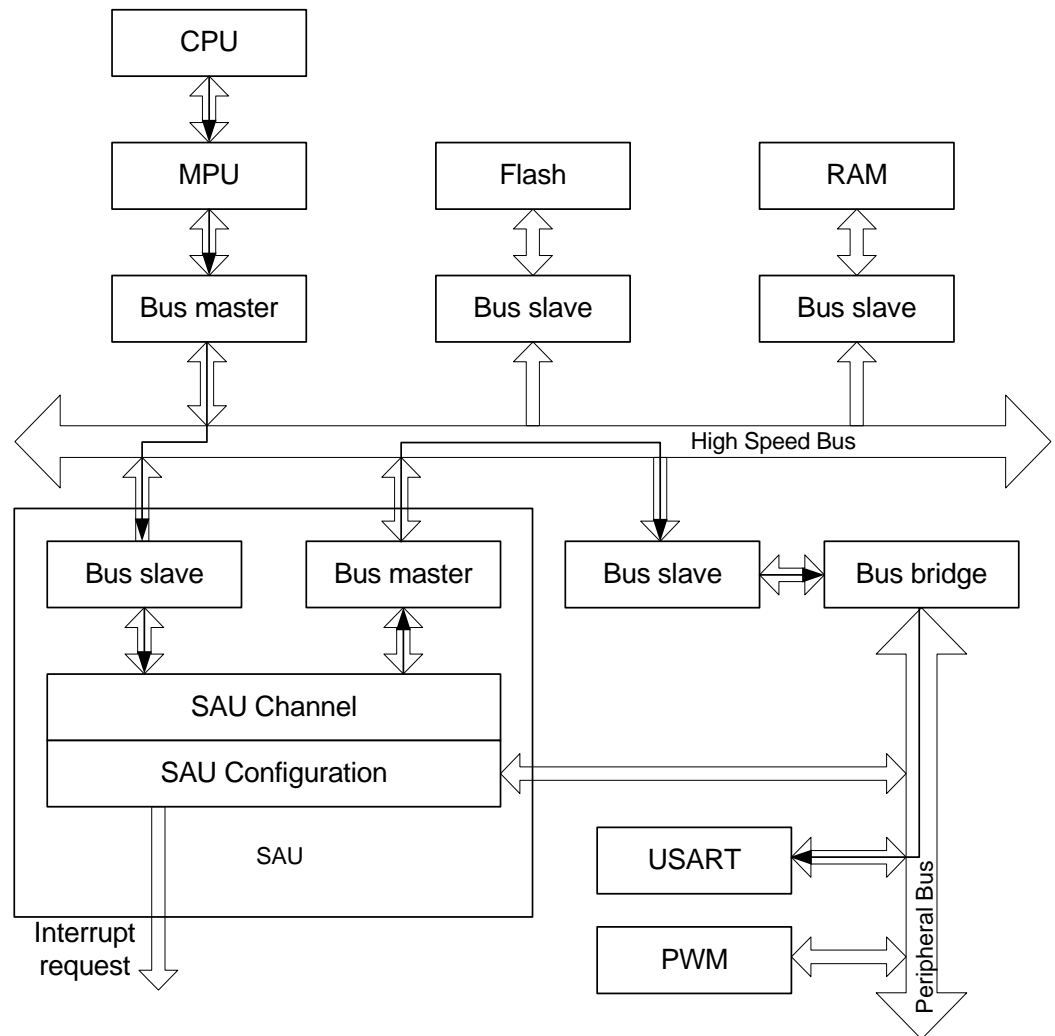 CPU
MPU
Flash
RAM
Bus master
Bus slave
Bus slave
High Speed Bus
Bus slave
Bus master
Bus slave
Bus bridge
SAU Channel
SAU Configuration
SAU
USART
PWM
Peripheral Bus
Interrupt
request